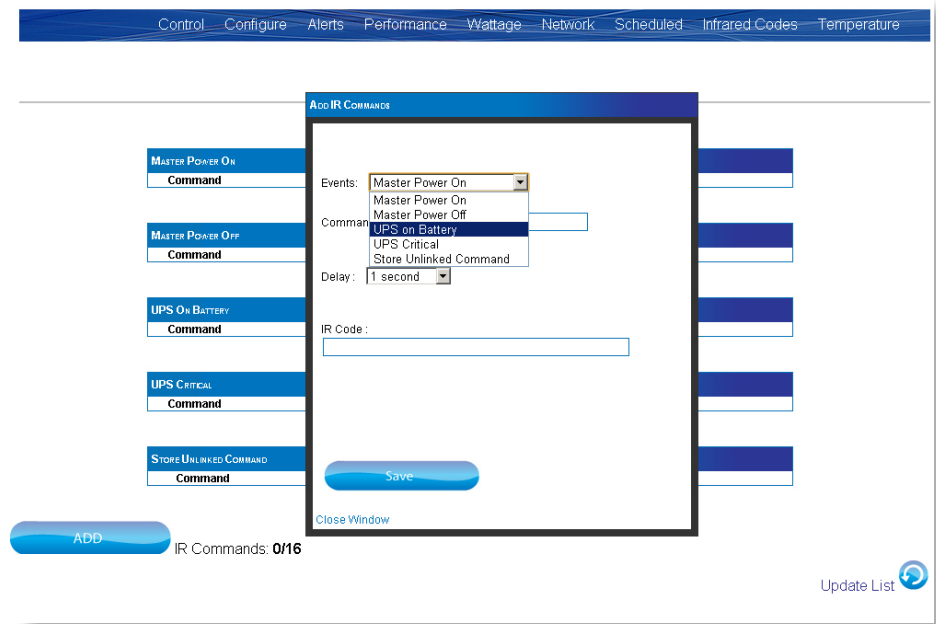 Control Configure Alerts Performance Wattage Network Scheduled Infrared Codes Temperature
Add IR Commands
Master Power On
Command
Master Power Off
Command
UPS On Battery
Command
UPS Critical
Command
Store Unlinked Command
Command
Events: Master Power On
Master Power On
Master Power Off
UPS on Battery
UPS Critical
Store Unlinked Command
Comman
Delay : 1 second
IR Code :
Save
Close Window
ADD
IR Commands: 0/16
Update List